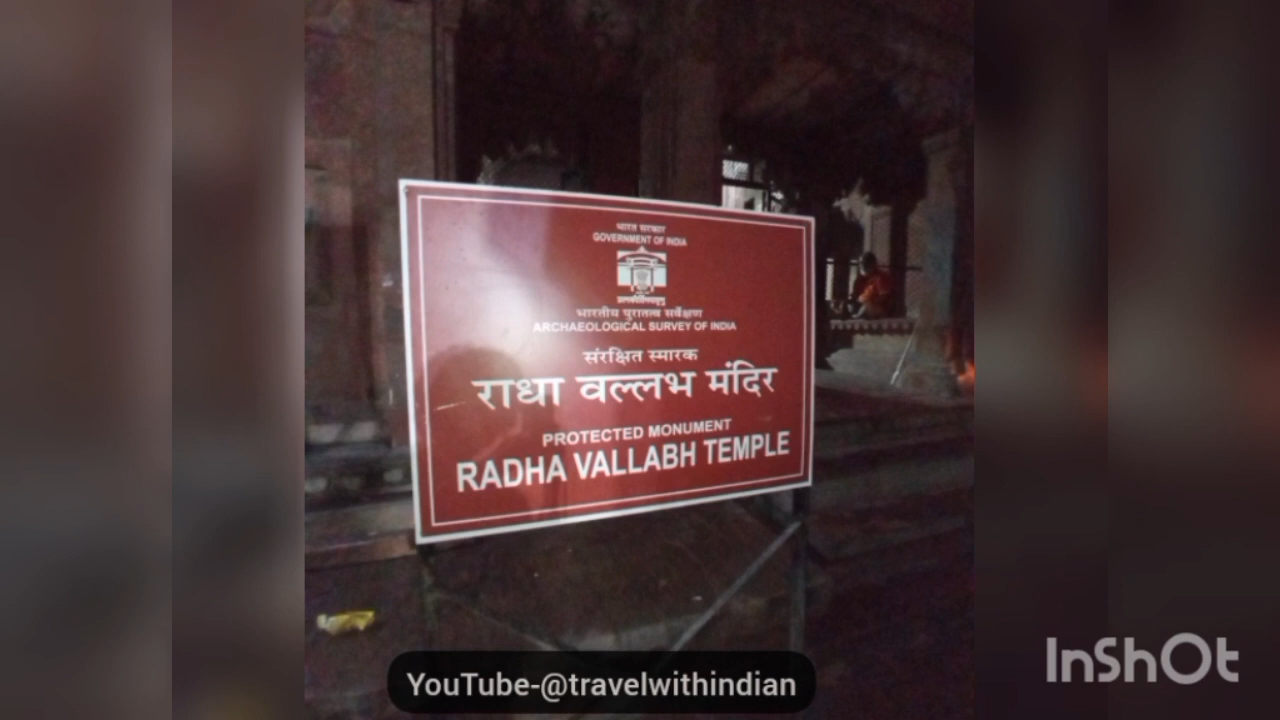 भारत सरकार
GOVERNMENT OF INDIA
भारतीय पुरातत्व सर्वेक्षण
ARCHAEOLOGICAL SURVEY OF INDIA
संरक्षित स्मारक
राधा वल्लभ मंदिर
PROTECTED MONUMENT
RADHA VALLABH TEMPLE
YouTube-@travelwithindian
InShOt